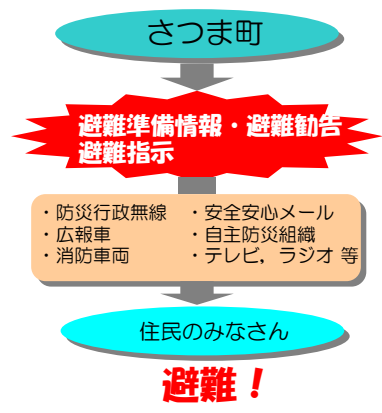 さつま町
避難準備情報・避難勧告
避難指示
・防災行政無線 ・安全安心メール
・広報車 ・自主防災組織
・消防車両 ・テレビ，ラジオ 等
住民のみなさん
避難！